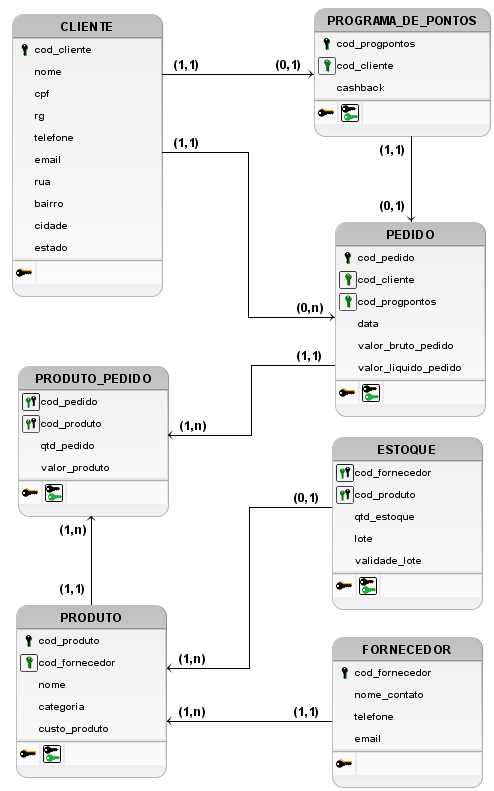 CLIENTE
cod_cliente
nome
cpf
rg
telefone
email
rua
bairro
cidade
estado
(1,1)
(0,1)
PROGRAMA_DE_PONTOS
cod_progpontos
cod_cliente
cashback
(1,1)
(0,n)
(1,1)
(0,1)
PEDIDO
cod_pedido
cod_cliente
cod_progpontos
data
valor_bruto_pedido
valor_liquido_pedido
(1,1)
(1,n)
PRODUTO_PEDIDO
cod_pedido
cod_produto
qtd_pedido
valor_produto
(1,n)
(1,1)
ESTOQUE
cod_fornecedor
cod_produto
qtd_estoque
lote
validade_lote
(0,1)
(1,n)
PRODUTO
cod_produto
cod_fornecedor
nome
categoria
custo_produto
(1,n)
(1,1)
FORNECEDOR
cod_fornecedor
nome_contato
telefone
email